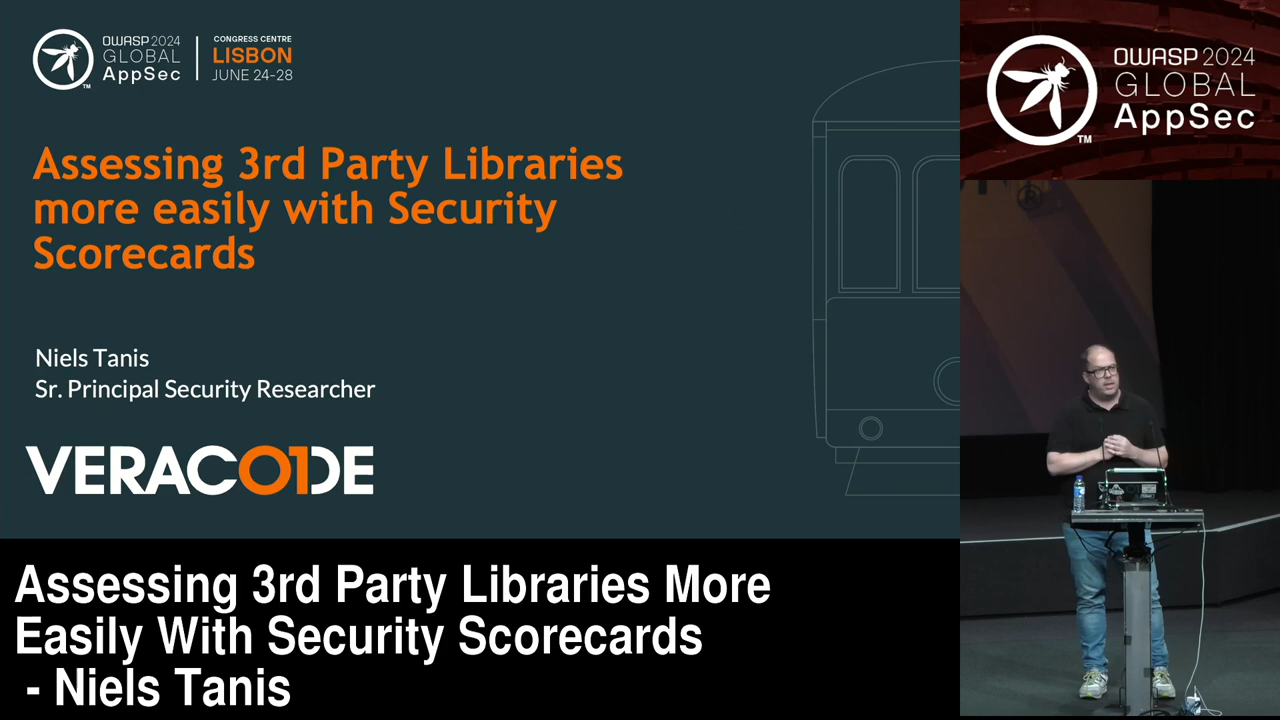 OWASP 2024
GLOBAL
AppSec
TM
CONGRESS CENTRE
LISBON
JUNE 24-28
Assessing 3rd Party Libraries
more easily with Security
Scorecards
Niels Tanis
Sr. Principal Security Researcher
VERACODE
Assessing 3rd Party Libraries More
Easily With Security Scorecards
- Niels Tanis
OWASP 2024
GLOBAL
AppSec
TM